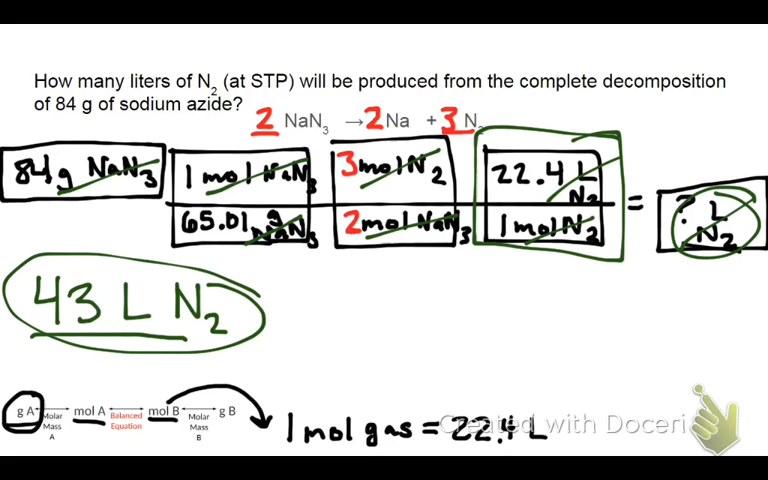 How many liters of N₂ (at STP) will be produced from the complete decomposition
of 84 g of sodium azide?
2 NaN₃ → 2 Na + 3 N₂
84 g NaN₃ 1 mol NaN₃ 3 mol N₂ 22.4 L N₂
65.01 g NaN₃ 2 mol NaN₃ 1 mol N₂ = ? L N₂
43 L N₂
g A mol A mol B g B
Molar Mass A Balanced Equation Molar Mass B
1 mol gas = 22.4 L
Created with Doceri